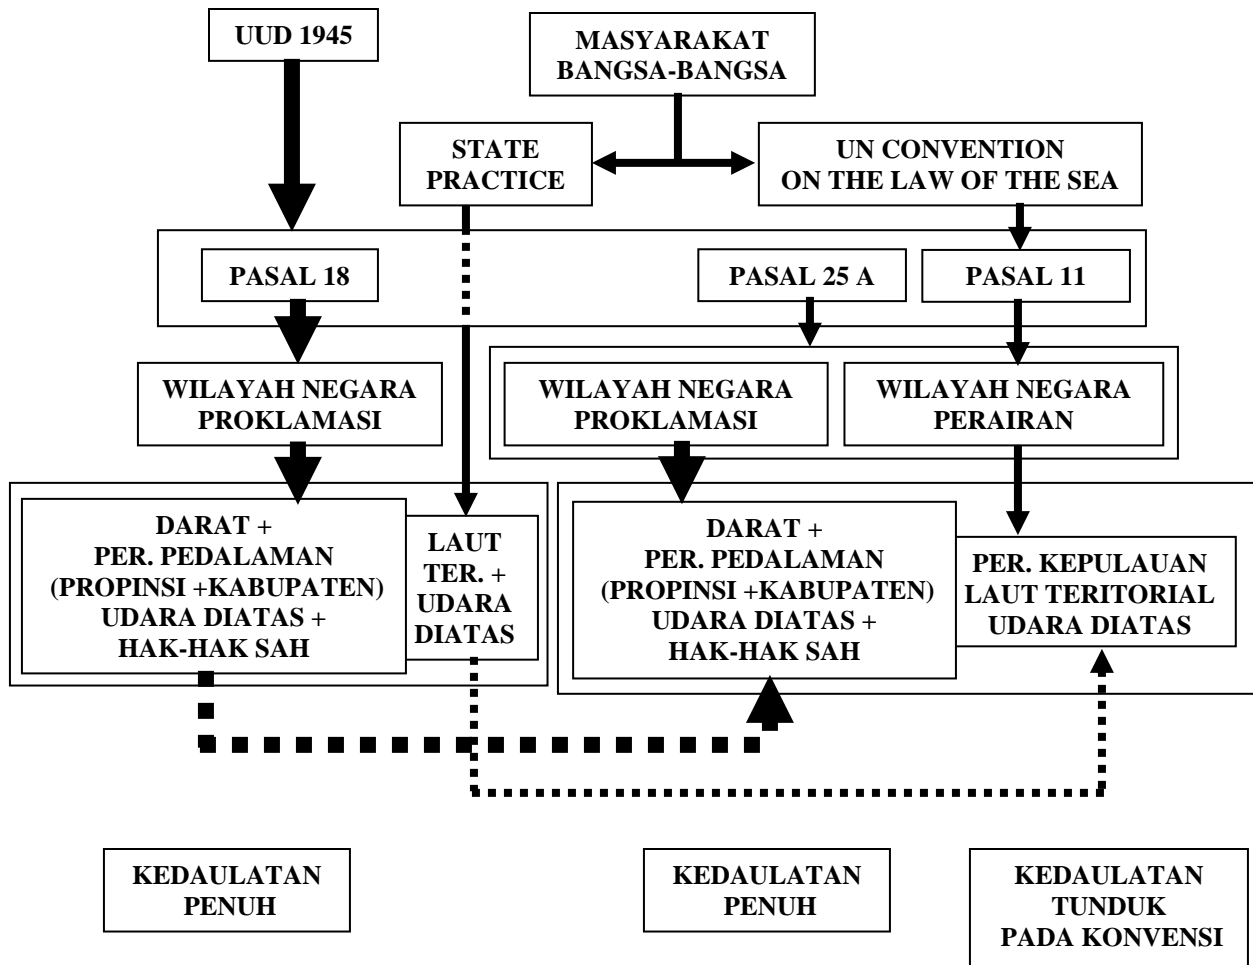 UUD 1945
MASYARAKAT
BANGSA-BANGSA
STATE
PRACTICE
UN CONVENTION
ON THE LAW OF THE SEA
PASAL 18
PASAL 25 A
PASAL 11
WILAYAH NEGARA
PROKLAMASI
WILAYAH NEGARA
PROKLAMASI
WILAYAH NEGARA
PERAIRAN
DARAT +
PER. PEDALAMAN
(PROPINSI +KABUPATEN)
UDARA DIATAS +
HAK-HAK SAH
LAUT
TER. +
UDARA
DIATAS
DARAT +
PER. PEDALAMAN
(PROPINSI +KABUPATEN)
UDARA DIATAS +
HAK-HAK SAH
PER. KEPULAUAN
LAUT TERITORIAL
UDARA DIATAS
KEDAULATAN
PENUH
KEDAULATAN
PENUH
KEDAULATAN
TUNDUK
PADA KONVENSI